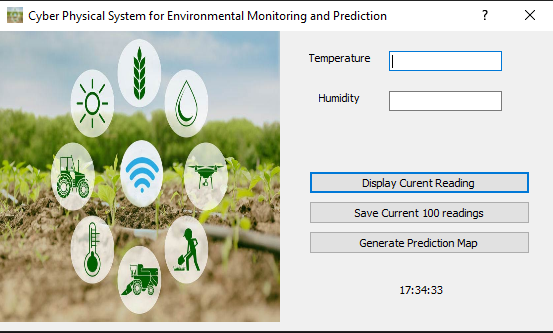 Cyber Physical System for Environmental Monitoring and Prediction
?
Temperature
Humidity
Display Curent Reading
Save Current 100 readings
Generate Prediction Map
17:34:33